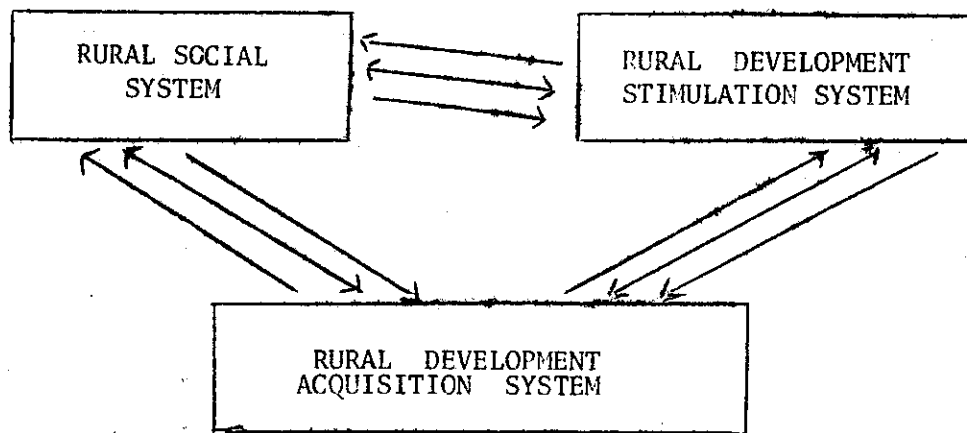 RURAL SOCIAL
SYSTEM
RURAL DEVELOPMENT
STIMULATION SYSTEM
RURAL DEVELOPMENT
ACQUISITION SYSTEM